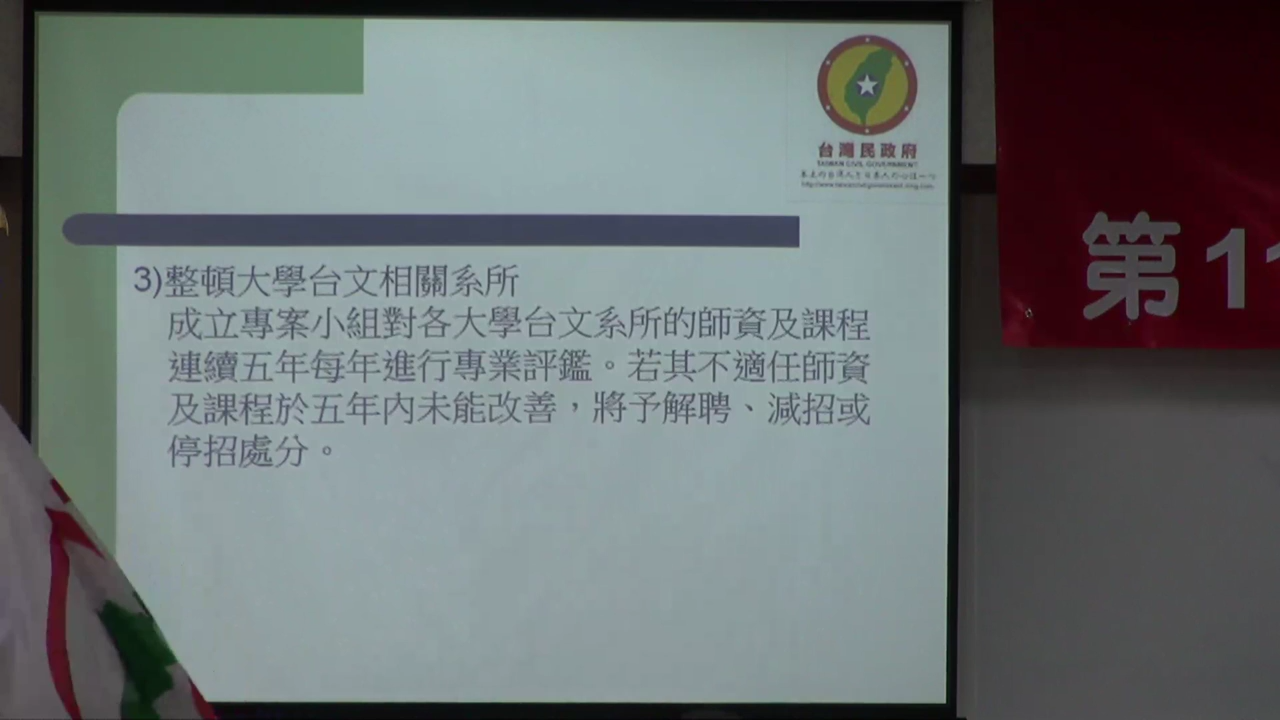 台灣民政府
TAIWAN CIVIL GOVERNMENT
3)整頓大學台文相關系所
成立專案小組對各大學台文系所的師資及課程
連續五年每年進行專業評鑑。若其不適任師資
及課程於五年內未能改善，將予解聘、減招或
停招處分。
第11